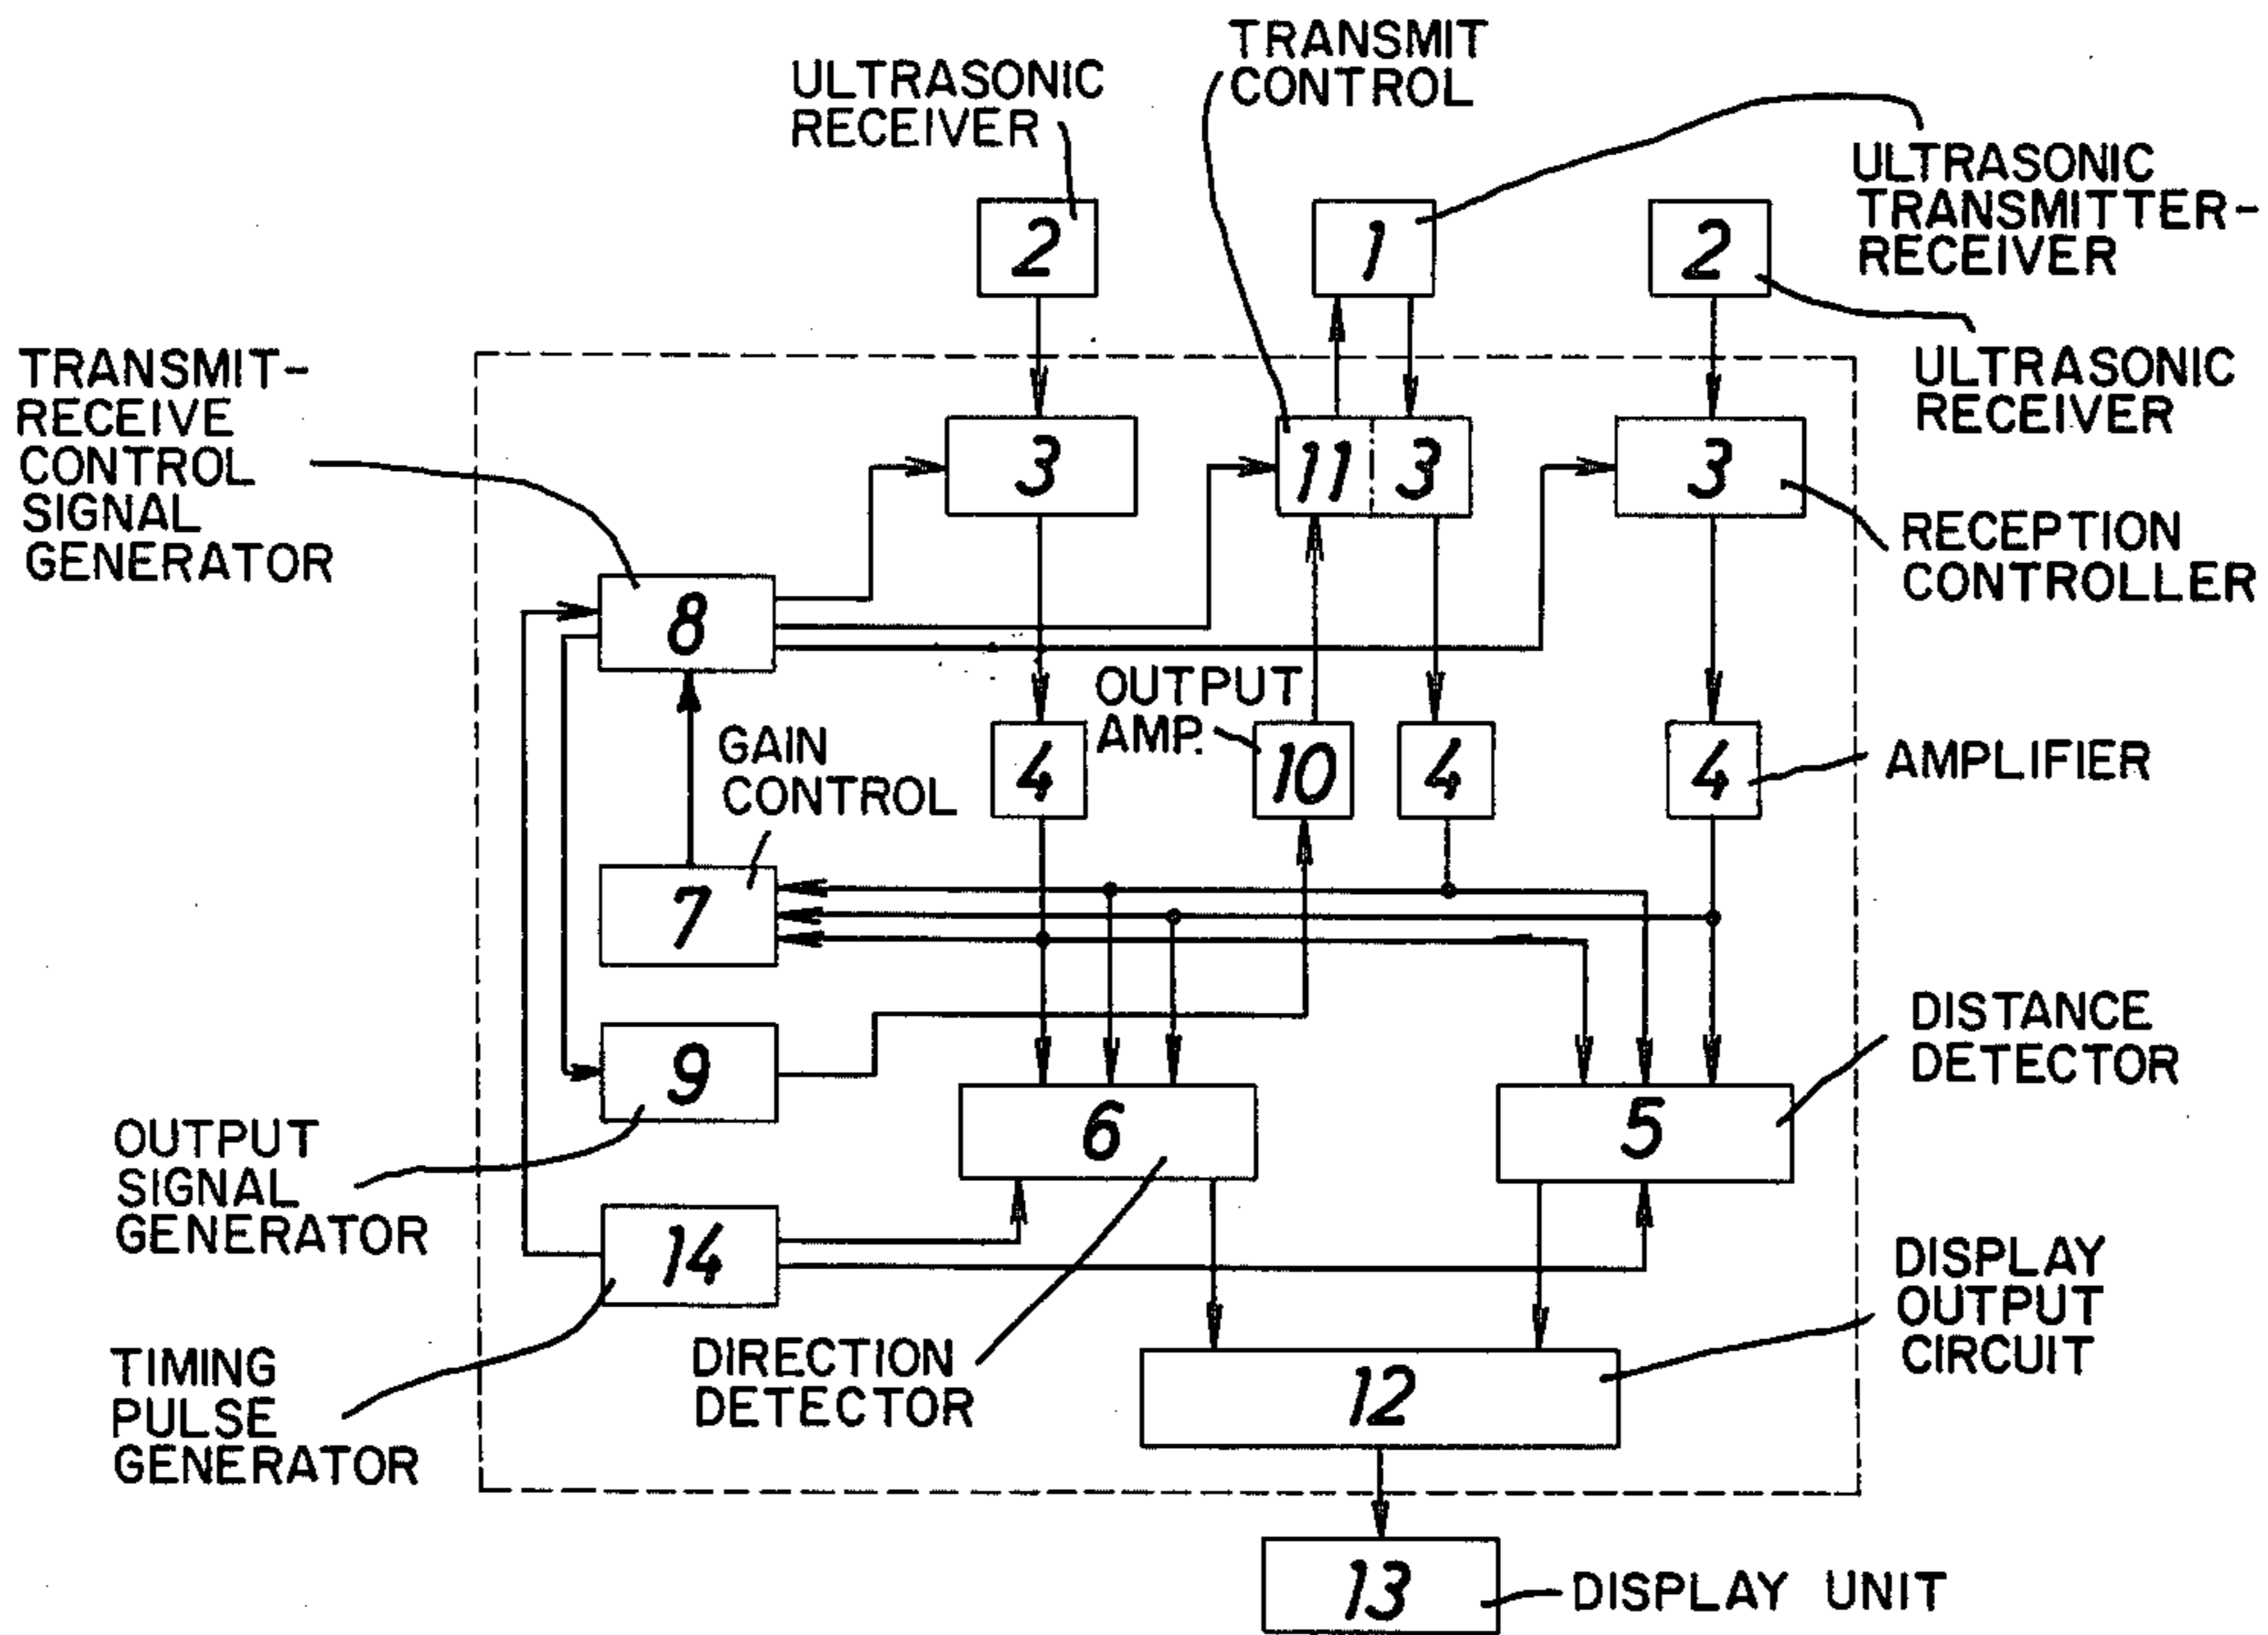 TRANSMIT
CONTROL
ULTRASONIC
RECEIVER
ULTRASONIC
TRANSMITTER-
RECEIVER
2
1
2
ULTRASONIC
RECEIVER
TRANSMIT-
RECEIVE
CONTROL
SIGNAL
GENERATOR
3
11
3
3
RECEPTION
CONTROLLER
8
OUTPUT
AMP.
GAIN
CONTROL
4
10
4
4
AMPLIFIER
7
9
6
5
DISTANCE
DETECTOR
OUTPUT
SIGNAL
GENERATOR
14
DISPLAY
OUTPUT
CIRCUIT
TIMING
PULSE
GENERATOR
DIRECTION
DETECTOR
12
13
DISPLAY UNIT